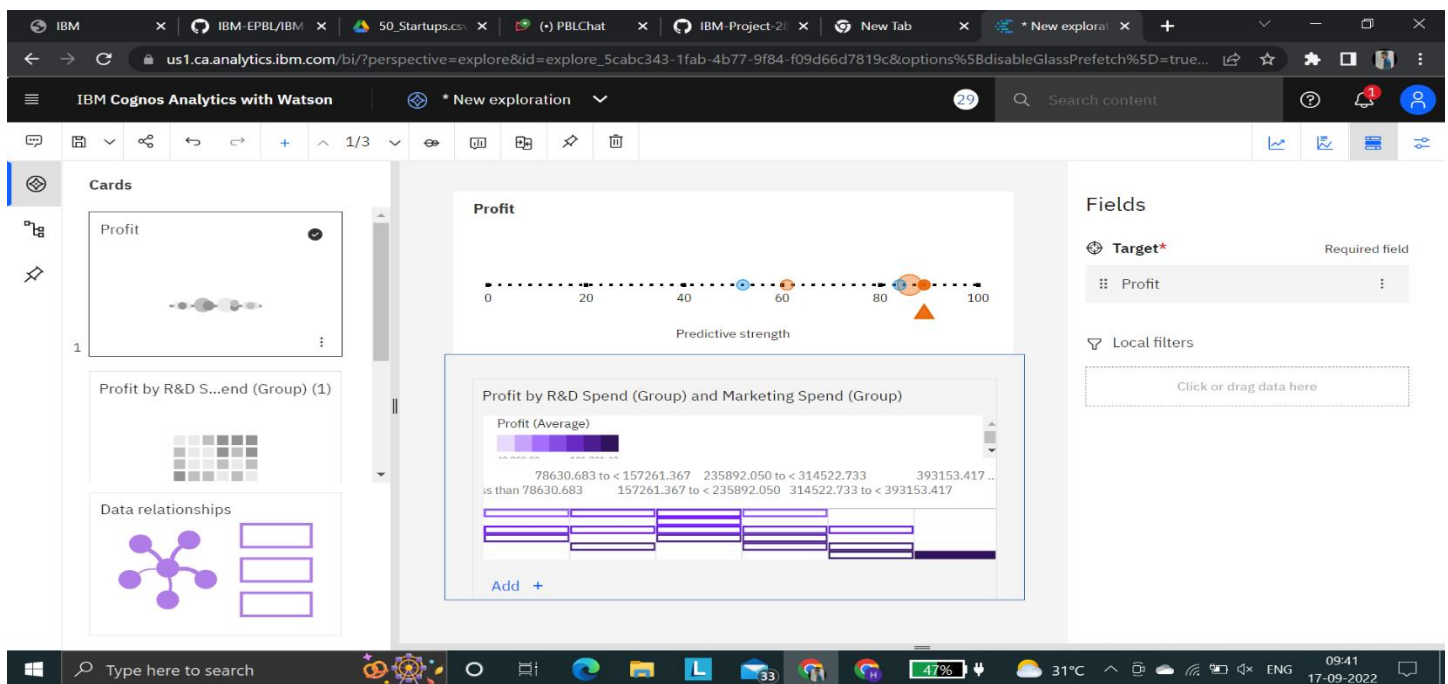 IBM
IBM-EPBL/IBM
50_Startups.cs
(•) PBLChat
IBM-Project-28
New Tab
* New explorat
us1.ca.analytics.ibm.com/bi/?perspective=explore&id=explore_5cabc343-1fab-4b77-9f84-f09d66d7819c&options%5BdisableGlassPrefetch%5D=true...
IBM Cognos Analytics with Watson
* New exploration
29
Search content
1
1/3
Cards
Profit
1
Profit by R&D S...end (Group) (1)
Data relationships
Profit
0 20 40 60 80 100
Predictive strength
Profit by R&D Spend (Group) and Marketing Spend (Group)
Profit (Average)
78630.683 to < 157261.367 235892.050 to < 314522.733 393153.417 ..
ss than 78630.683 157261.367 to < 235892.050 314522.733 to < 393153.417
Add +
Fields
Target* Required field
Profit
Local filters
Click or drag data here
Type here to search
L
33
H
47%
31°C
ENG
09:41
17-09-2022